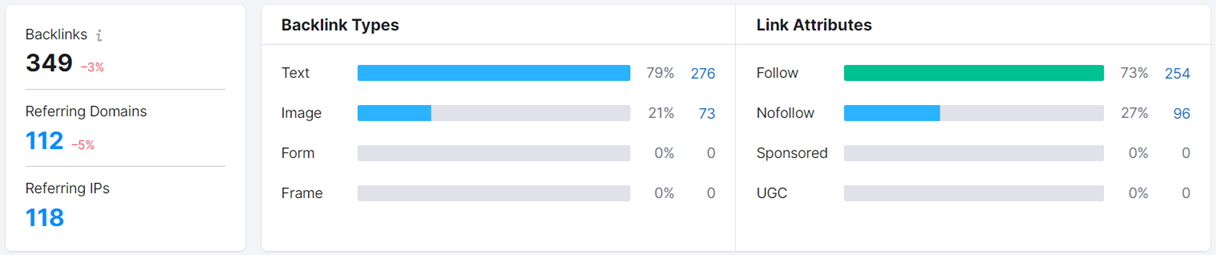 Backlinks i
349 –3%
Referring Domains
112 –5%
Referring IPs
118
Backlink Types
Text 79% 276
Image 21% 73
Form 0% 0
Frame 0% 0
Link Attributes
Follow 73% 254
Nofollow 27% 96
Sponsored 0% 0
UGC 0% 0